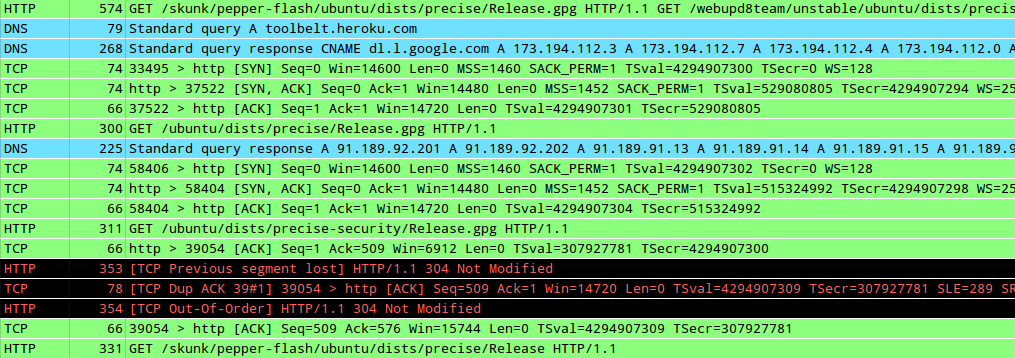 HTTP 574 GET /skunk/pepper-flash/ubuntu/dists/precise/Release.gpg HTTP/1.1 GET /webupd8team/unstable/ubuntu/dists/precis
DNS 79 Standard query A toolbelt.heroku.com
DNS 268 Standard query response CNAME dl.l.google.com A 173.194.112.3 A 173.194.112.7 A 173.194.112.4 A 173.194.112.0 A
TCP 74 33495 > http [SYN] Seq=0 Win=14600 Len=0 MSS=1460 SACK_PERM=1 TSval=4294907300 TSecr=0 WS=128
TCP 74 http > 37522 [SYN, ACK] Seq=0 Ack=1 Win=14480 Len=0 MSS=1452 SACK_PERM=1 TSval=529080805 TSecr=4294907294 WS=25
TCP 66 37522 > http [ACK] Seq=1 Ack=1 Win=14720 Len=0 TSval=4294907301 TSecr=529080805
HTTP 300 GET /ubuntu/dists/precise/Release.gpg HTTP/1.1
DNS 225 Standard query response A 91.189.92.201 A 91.189.92.202 A 91.189.91.13 A 91.189.91.14 A 91.189.91.15 A 91.189.9
TCP 74 58406 > http [SYN] Seq=0 Win=14600 Len=0 MSS=1460 SACK_PERM=1 TSval=4294907302 TSecr=0 WS=128
TCP 74 http > 58404 [SYN, ACK] Seq=0 Ack=1 Win=14480 Len=0 MSS=1452 SACK_PERM=1 TSval=515324992 TSecr=4294907298 WS=25
TCP 66 58404 > http [ACK] Seq=1 Ack=1 Win=14720 Len=0 TSval=4294907304 TSecr=515324992
HTTP 311 GET /ubuntu/dists/precise-security/Release.gpg HTTP/1.1
TCP 66 http > 39054 [ACK] Seq=1 Ack=509 Win=6912 Len=0 TSval=307927781 TSecr=4294907300
HTTP 353 [TCP Previous segment lost] HTTP/1.1 304 Not Modified
TCP 78 [TCP Dup ACK 39#1] 39054 > http [ACK] Seq=509 Ack=1 Win=14720 Len=0 TSval=4294907309 TSecr=307927781 SLE=289 SR
HTTP 354 [TCP Out-Of-Order] HTTP/1.1 304 Not Modified
TCP 66 39054 > http [ACK] Seq=509 Ack=576 Win=15744 Len=0 TSval=4294907309 TSecr=307927781
HTTP 331 GET /skunk/pepper-flash/ubuntu/dists/precise/Release HTTP/1.1